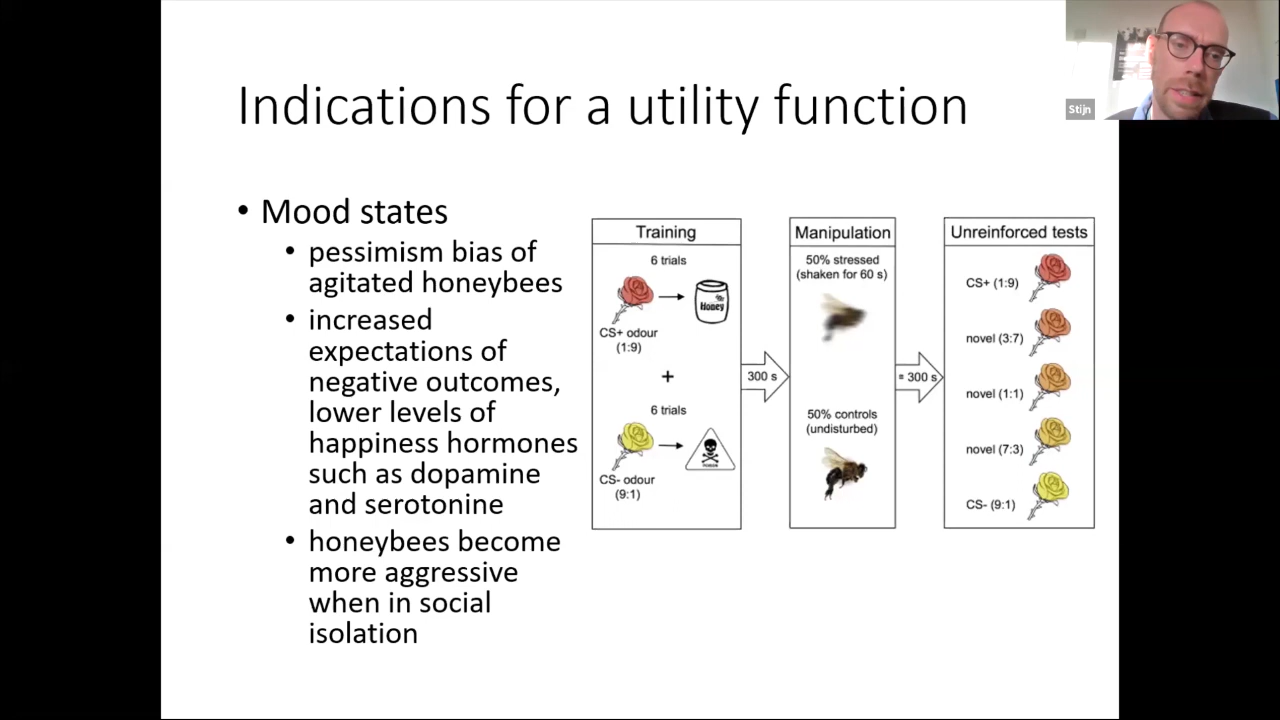 Indications for a utility function
Stijn
• Mood states
• pessimism bias of
agitated honeybees
• increased
expectations of
negative outcomes,
lower levels of
happiness hormones
such as dopamine
and serotonine
• honeybees become
more aggressive
when in social
isolation
Training
6 trials
Honey
CS+ odour
(1:9)
+
6 trials
CS- odour
(9:1)
300 s
Manipulation
50% stressed
(shaken for 60 s)
50% controls
(undisturbed)
= 300 s
Unreinforced tests
CS+ (1:9)
novel (3:7)
novel (1:1)
novel (7:3)
CS- (9:1)